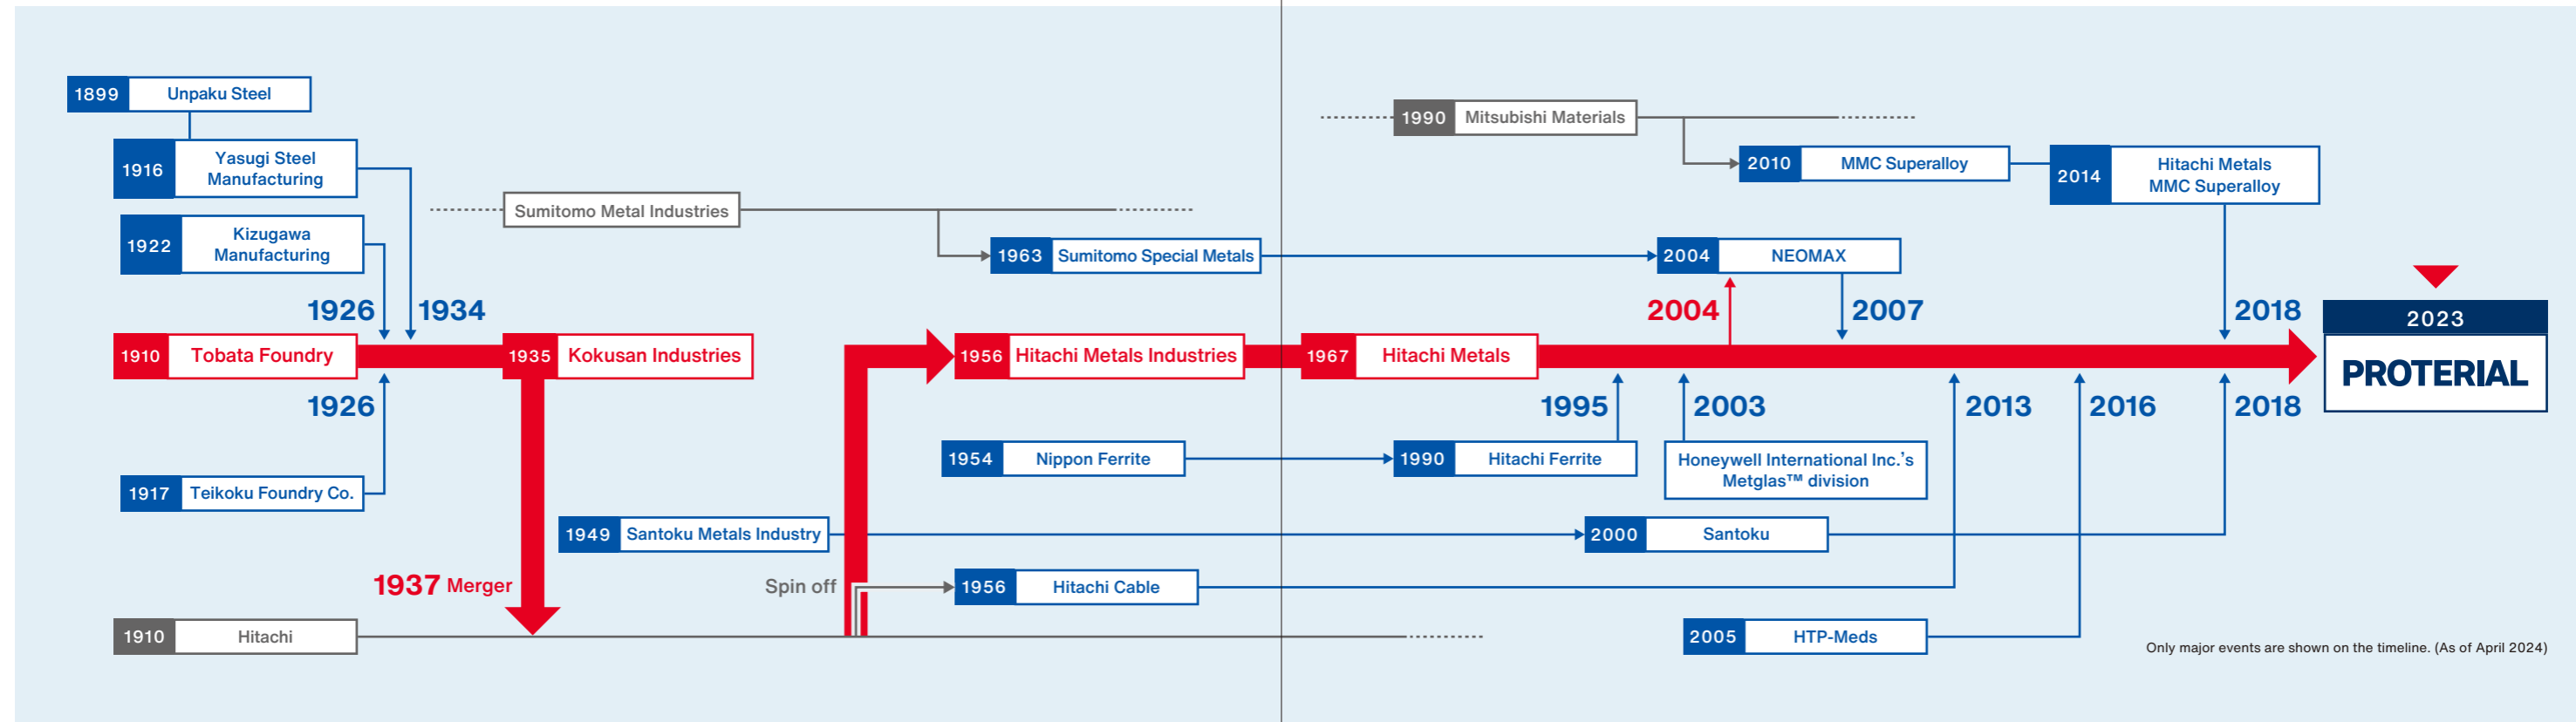 1899 Unpaku Steel
1916 Yasugi Steel
Manufacturing
1922 Kizugawa
Manufacturing
1926
1934
1910 Tobata Foundry
1935 Kokusan Industries
1926
1917 Teikoku Foundry Co.
1937 Merger
1910 Hitachi
Sumitomo Metal Industries
1963 Sumitomo Special Metals
1956 Hitachi Metals Industries
1954 Nippon Ferrite
1949 Santoku Metals Industry
Spin off
1956 Hitachi Cable
1990 Mitsubishi Materials
2010 MMC Superalloy
2014 Hitachi Metals
MMC Superalloy
2004 NEOMAX
2004
2007
2018
1967 Hitachi Metals
1995
2003
2013
2016
2018
1990 Hitachi Ferrite
Honeywell International Inc.’s
Metglas™ division
2000 Santoku
2005 HTP-Meds
2023
PROTERIAL
Only major events are shown on the timeline. (As of April 2024)